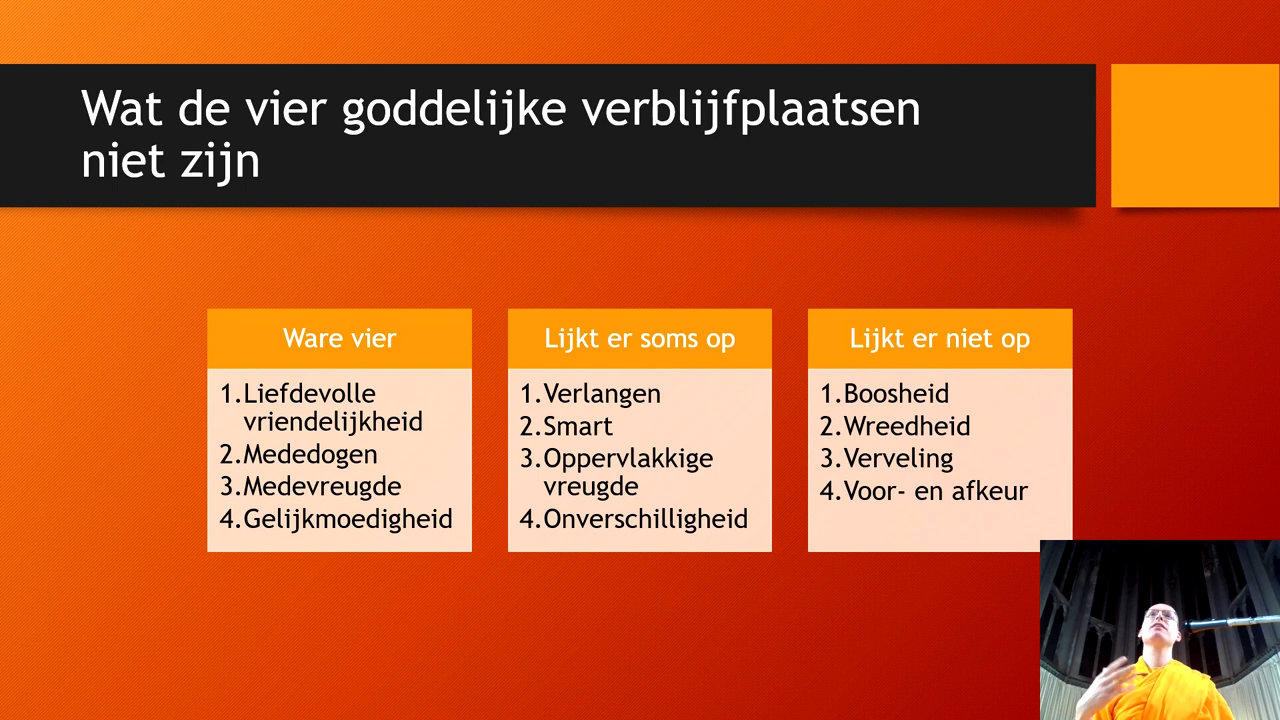 Wat de vier goddelijke verblijfplaatsen
niet zijn
Ware vier
1.Liefdevolle
vriendelijkheid
2.Mededogen
3.Medevreugde
4.Gelijkmoedigheid
Lijkt er soms op
1.Verlangen
2.Smart
3.Oppervlakkige
vreugde
4.Onverschilligheid
Lijkt er niet op
1.Boosheid
2.Wreedheid
3.Verveling
4.Voor- en afkeur